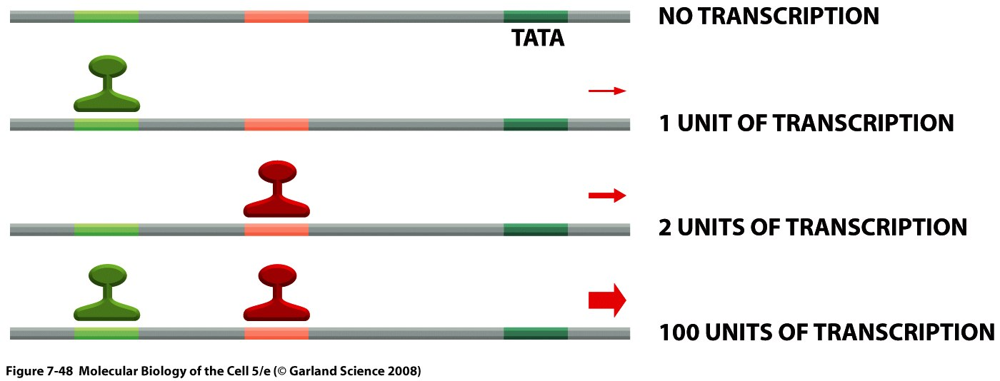 NO TRANSCRIPTION
TATA
1 UNIT OF TRANSCRIPTION
2 UNITS OF TRANSCRIPTION
100 UNITS OF TRANSCRIPTION
Figure 7-48 Molecular Biology of the Cell 5/e (© Garland Science 2008)